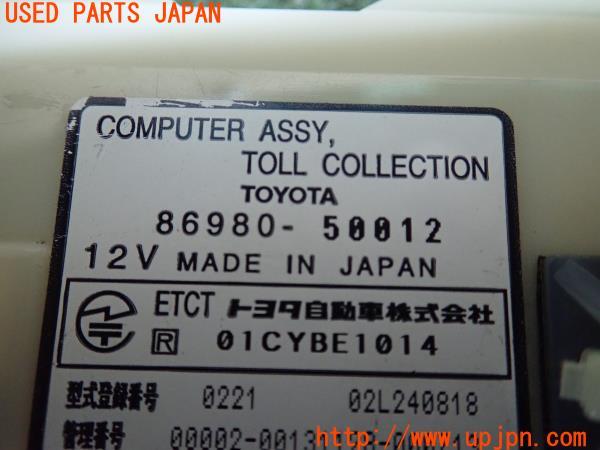 USED PARTS JAPAN
COMPUTER ASSY,
TOLL COLLECTION
TOYOTA
86980-50012
12V MADE IN JAPAN
ETCT トヨタ自動車株式会社
R 01CYBE1014
型式登録番号 0221 02L240818
管理番号
www.upjpn.com